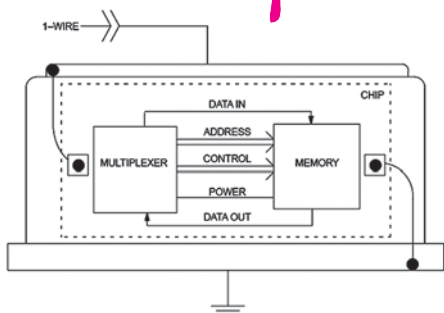 1–WIRE
CHIP
DATA IN
ADDRESS
MULTIPLEXER
CONTROL
MEMORY
POWER
DATA OUT